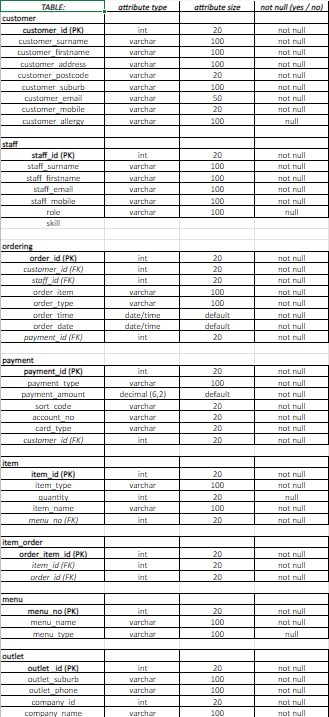 TABLE: attribute type attribute size not null (yes / no)
customer
customer_id (PK) int 20 not null
customer_surname varchar 100 not null
customer_firstname varchar 100 not null
customer_address varchar 100 not null
customer_postcode varchar 20 not null
customer_suburb varchar 100 not null
customer_email varchar 50 not null
customer_mobile varchar 20 not null
customer_allergy varchar 100 null
staff
staff_id (PK) int 20 not null
staff_surname varchar 100 not null
staff_firstname varchar 100 not null
staff_email varchar 100 not null
staff_mobile varchar 100 not null
role varchar 100 null
skill
ordering
order_id (PK) int 20 not null
customer_id (FK) int 20 not null
staff_id (FK) int 20 not null
order_item varchar 100 not null
order_type varchar 100 not null
order_time date/time default not null
order_date date/time default not null
payment_id (FK) int 20 not null
payment
payment_id (PK) int 20 not null
payment_type varchar 100 not null
payment_amount decimal (6,2) default not null
sort_code varchar 20 not null
account_no varchar 20 not null
card_type varchar 20 not null
customer_id (FK) int 20 not null
item
item_id (PK) int 20 not null
item_type varchar 100 not null
quantity int 20 null
item_name varchar 100 not null
menu_no (FK) int 20 not null
item_order
order_item_id (PK) int 20 not null
item_id (FK) int 20 not null
order_id (FK) int 20 not null
menu
menu_no (PK) int 20 not null
menu_name varchar 100 not null
menu_type varchar 100 null
outlet
outlet_id (PK) int 20 not null
outlet_suburb varchar 100 not null
outlet_phone varchar 100 not null
company_id int 20 not null
company_name varchar 100 not null